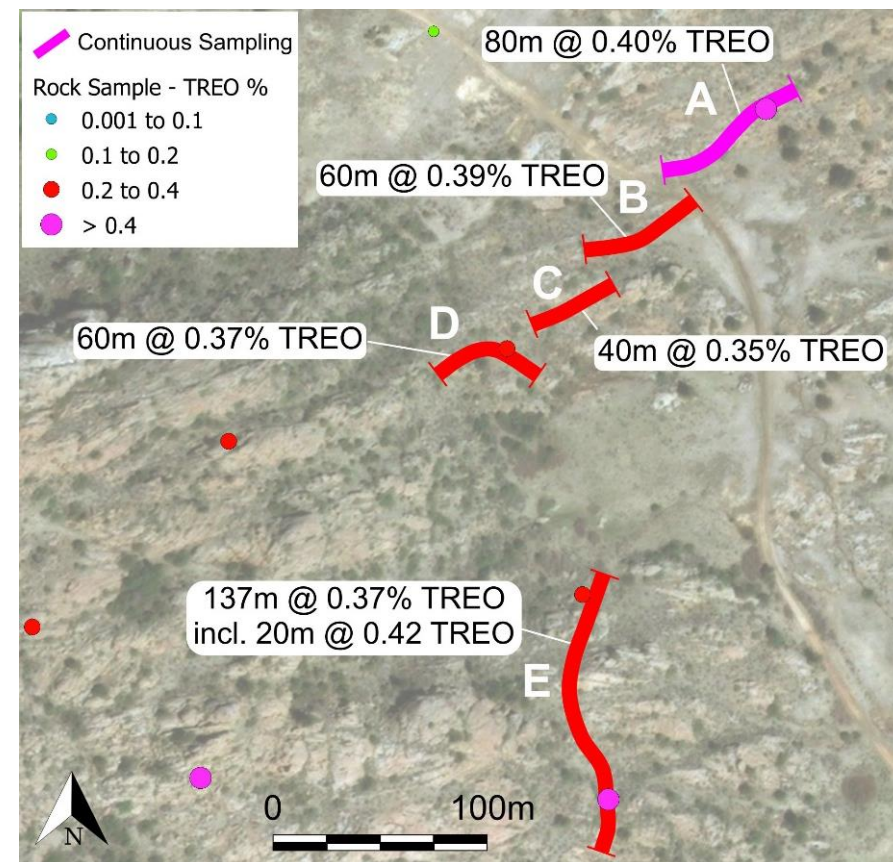 Continuous Sampling
Rock Sample - TREO %
0.001 to 0.1
0.1 to 0.2
0.2 to 0.4
> 0.4
80m @ 0.40% TREO
A
60m @ 0.39% TREO
B
C
D
60m @ 0.37% TREO
40m @ 0.35% TREO
137m @ 0.37% TREO
incl. 20m @ 0.42 TREO
E
N
0 100m